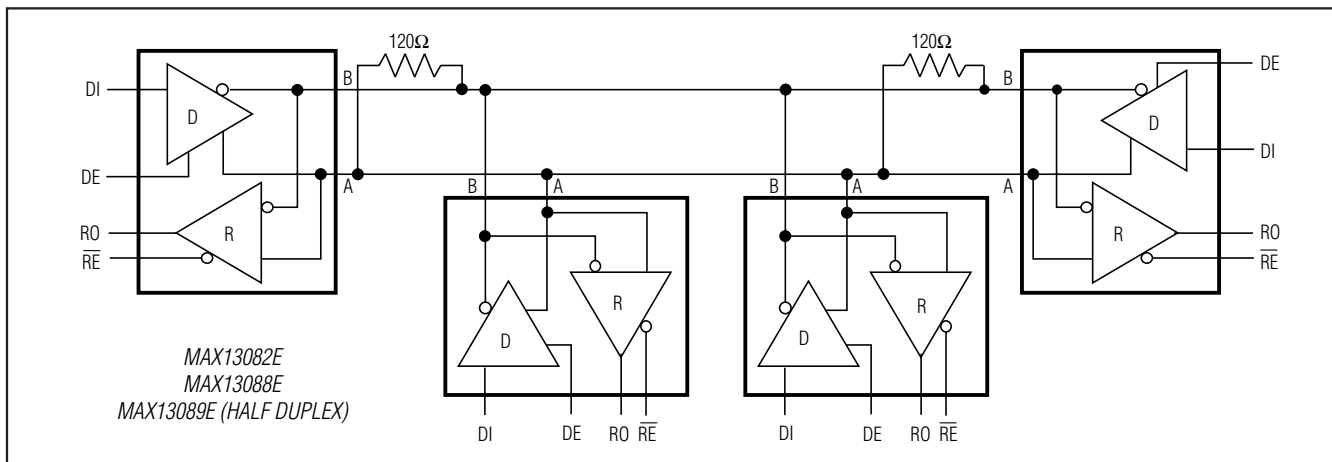 120Ω
120Ω
B
B
DE
DI
D
D
DI
DE
A
B
A
B
A
A
RO
R
R
RO
RE̅
RE̅
R
R
D
D
MAX13082E
MAX13088E
MAX13089E (HALF DUPLEX)
DI
DE
RO
RE̅
DI
DE
RO
RE̅